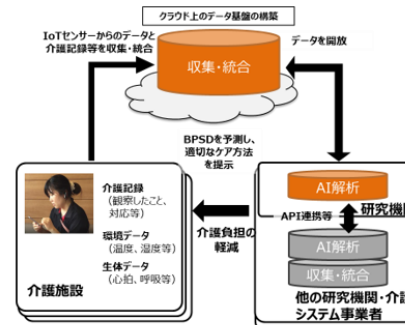 クラウド上のデータ基盤の構築
IoTセンサーからのデータと
介護記録等を収集・統合
データを開放
収集・統合
BPSDを予測し、
適切なケア方法
を提示
介護記録
(観察したこと、
対応等)
環境データ
(温度、湿度等)
生体データ
(心拍、呼吸等)
介護施設
介護負担の
軽減
AI解析
研究機関
API連携等
AI解析
収集・統合
他の研究機関・介護
システム事業者